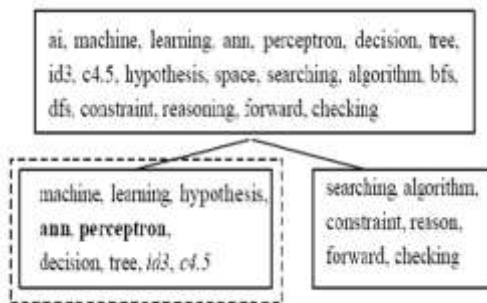 ai, machine, learning, ann, perceptron, decision, tree,
id3, c4.5, hypothesis, space, searching, algorithm, bfs,
dfs, constraint, reasoning, forward, checking
machine, learning, hypothesis,
ann, perceptron,
decision, tree, id3, c4.5
searching, algorithm,
constraint, reason,
forward, checking